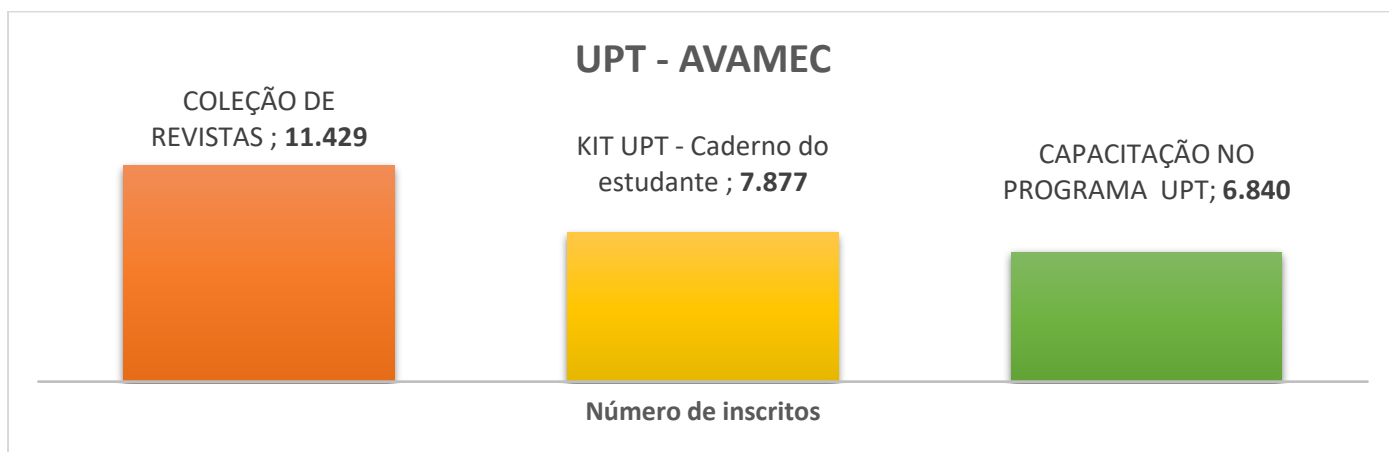 UPT - AVAMEC
COLEÇÃO DE
REVISTAS ; 11.429
KIT UPT - Caderno do
estudante ; 7.877
CAPACITAÇÃO NO
PROGRAMA  UPT; 6.840
Número de inscritos